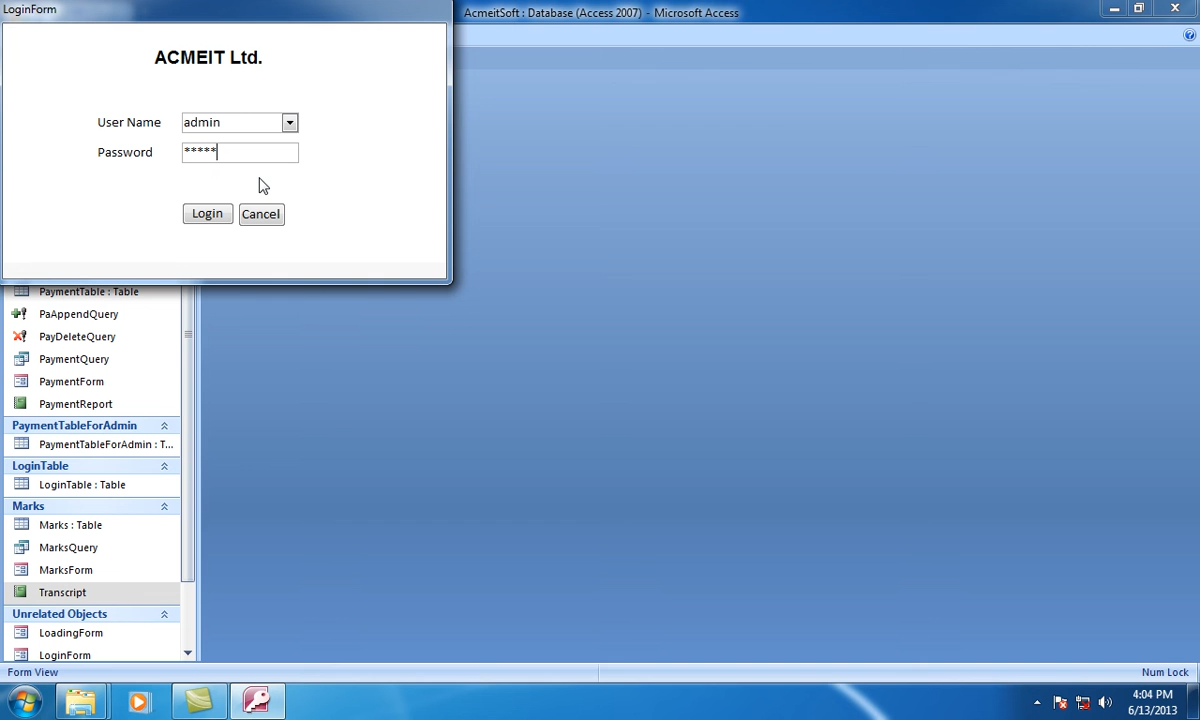 LoginForm
AcmeitSoft : Database (Access 2007) - Microsoft Access
ACMEIT Ltd.
User Name admin
Password *****
Login Cancel
PaymentTable : Table
PaAppendQuery
PayDeleteQuery
PaymentQuery
PaymentForm
PaymentReport
PaymentTableForAdmin
PaymentTableForAdmin : T...
LoginTable
LoginTable : Table
Marks
Marks : Table
MarksQuery
MarksForm
Transcript
Unrelated Objects
LoadingForm
LoginForm
Form View
Num Lock
4:04 PM
6/13/2013